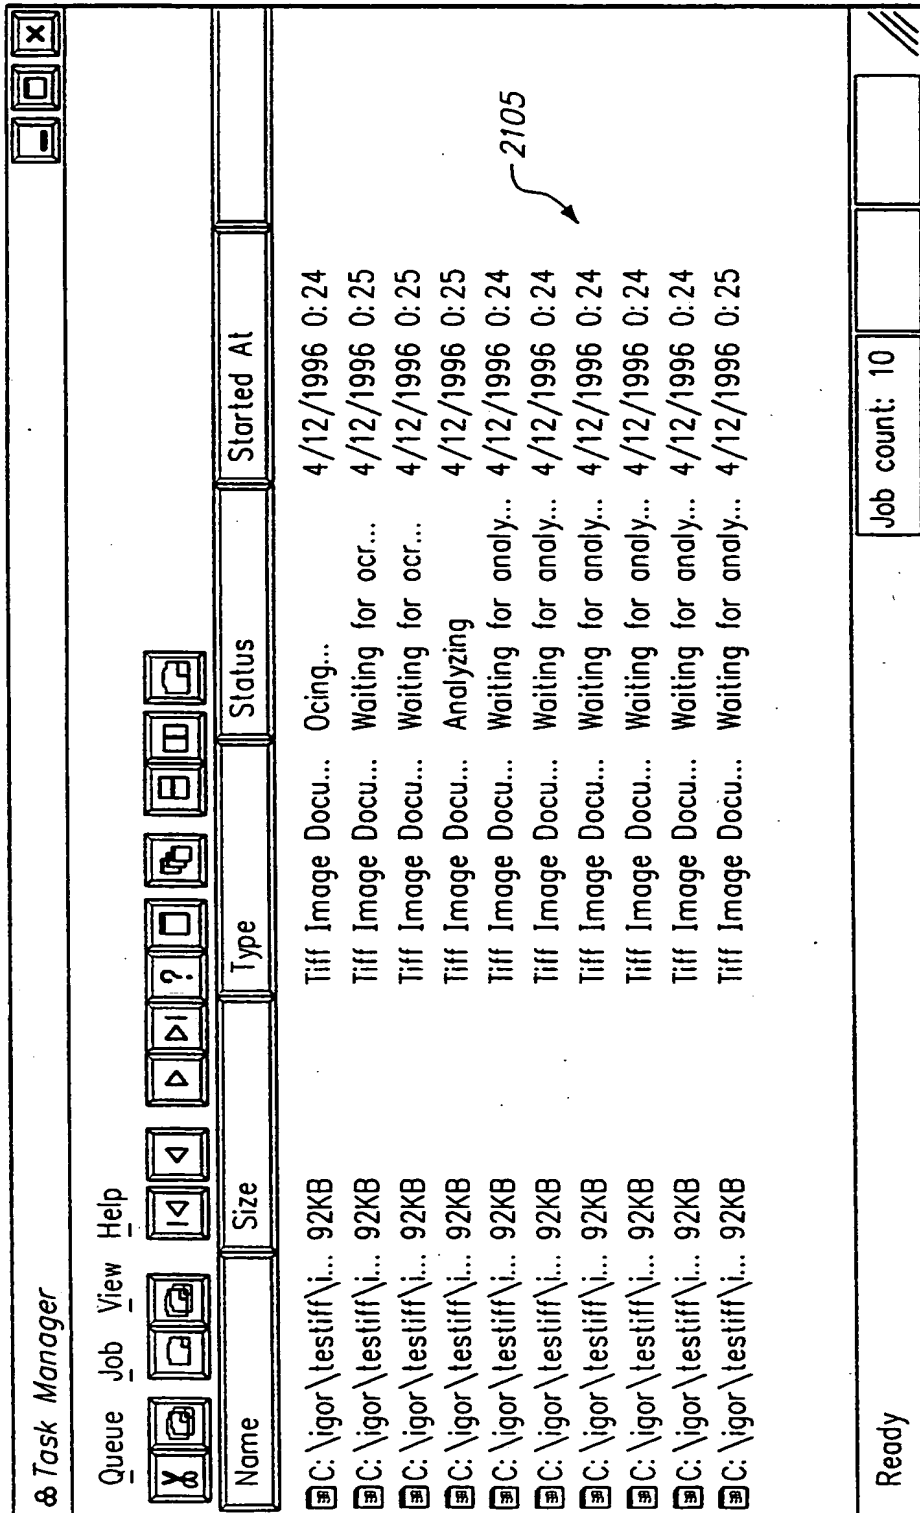 & Task Manager
Queue Job View Help
?
Name Size Type Status Started At
C: \igor\testiff\i... 92KB Tiff Image Docu... Ocing... 4/12/1996 0:24
C: \igor\testiff\i... 92KB Tiff Image Docu... Waiting for ocr... 4/12/1996 0:25
C: \igor\testiff\i... 92KB Tiff Image Docu... Waiting for ocr... 4/12/1996 0:25
C: \igor\testiff\i... 92KB Tiff Image Docu... Analyzing 4/12/1996 0:25
C: \igor\testiff\i... 92KB Tiff Image Docu... Waiting for analy... 4/12/1996 0:24
C: \igor\testiff\i... 92KB Tiff Image Docu... Waiting for analy... 4/12/1996 0:24
C: \igor\testiff\i... 92KB Tiff Image Docu... Waiting for analy... 4/12/1996 0:24
C: \igor\testiff\i... 92KB Tiff Image Docu... Waiting for analy... 4/12/1996 0:24
C: \igor\testiff\i... 92KB Tiff Image Docu... Waiting for analy... 4/12/1996 0:24
C: \igor\testiff\i... 92KB Tiff Image Docu... Waiting for analy... 4/12/1996 0:25
2105
Ready Job count: 10